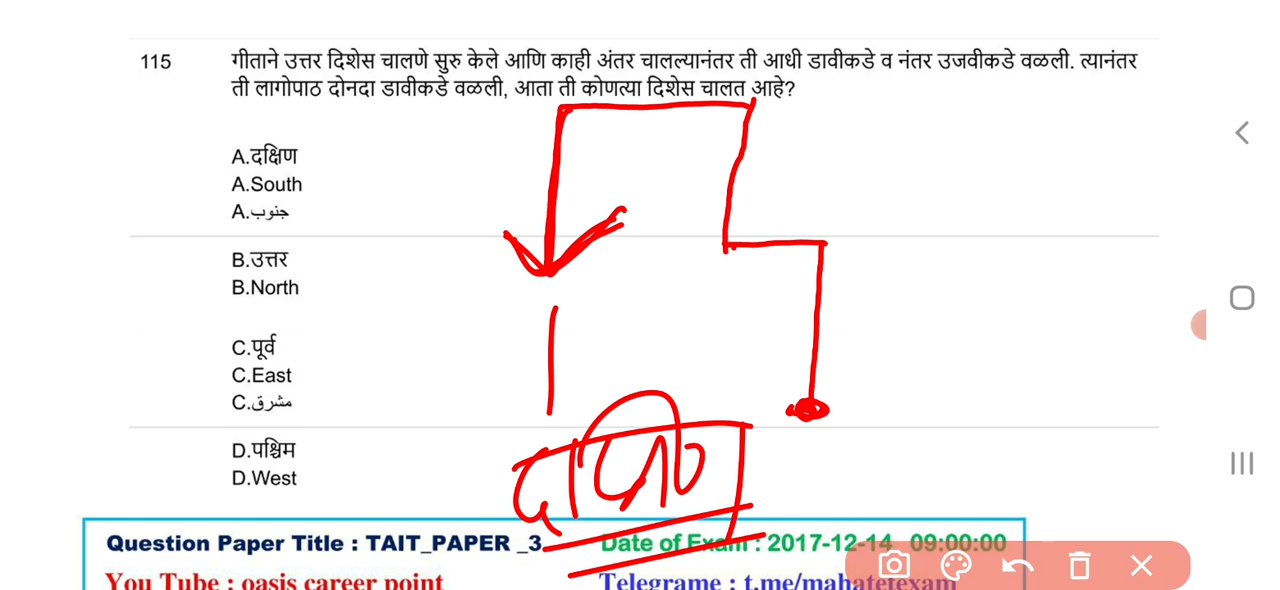 115 गीताने उत्तर दिशेस चालणे सुरु केले आणि काही अंतर चालल्यानंतर ती आधी डावीकडे व नंतर उजवीकडे वळली. त्यानंतर
ती लागोपाठ दोनदा डावीकडे वळली, आता ती कोणत्या दिशेस चालत आहे?
A.दक्षिण
A.South
A.جنوب
B.उत्तर
B.North
C.पूर्व
C.East
C.مشرق
D.पश्चिम
D.West
Question Paper Title : TAIT_PAPER _3 Date of Exam : 2017-12-14 09:00:00
You Tube : oasis career point Telegrame : t.me/mahatetexam